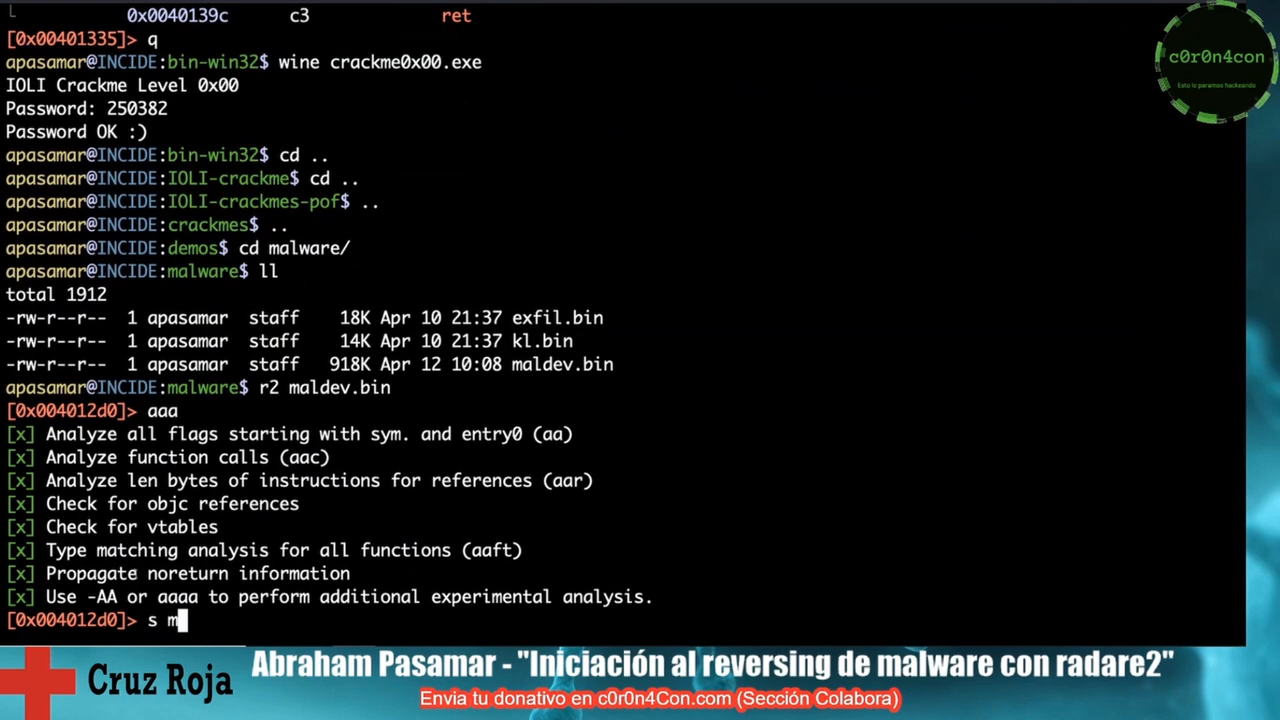 0x0040139c c3 ret
[0x00401335]> q
apasamar@INCIDE:bin-win32$ wine crackme0x00.exe
IOLI Crackme Level 0x00
Password: 250382
Password OK :)
apasamar@INCIDE:bin-win32$ cd ..
apasamar@INCIDE:IOLI-crackme$ cd ..
apasamar@INCIDE:IOLI-crackmes-pof$ ..
apasamar@INCIDE:crackmes$ ..
apasamar@INCIDE:demos$ cd malware/
apasamar@INCIDE:malware$ ll
total 1912
-rw-r--r-- 1 apasamar staff 18K Apr 10 21:37 exfil.bin
-rw-r--r-- 1 apasamar staff 14K Apr 10 21:37 kl.bin
-rw-r--r-- 1 apasamar staff 918K Apr 12 10:08 maldev.bin
apasamar@INCIDE:malware$ r2 maldev.bin
[0x004012d0]> aaa
[x] Analyze all flags starting with sym. and entry0 (aa)
[x] Analyze function calls (aac)
[x] Analyze len bytes of instructions for references (aar)
[x] Check for objc references
[x] Check for vtables
[x] Type matching analysis for all functions (aaft)
[x] Propagate noreturn information
[x] Use -AA or aaaa to perform additional experimental analysis.
[0x004012d0]> s m
c0r0n4con
Esto lo paramos hackeando
Cruz Roja
Abraham Pasamar - "Iniciación al reversing de malware con radare2"
Envia tu donativo en c0r0n4Con.com (Sección Colabora)